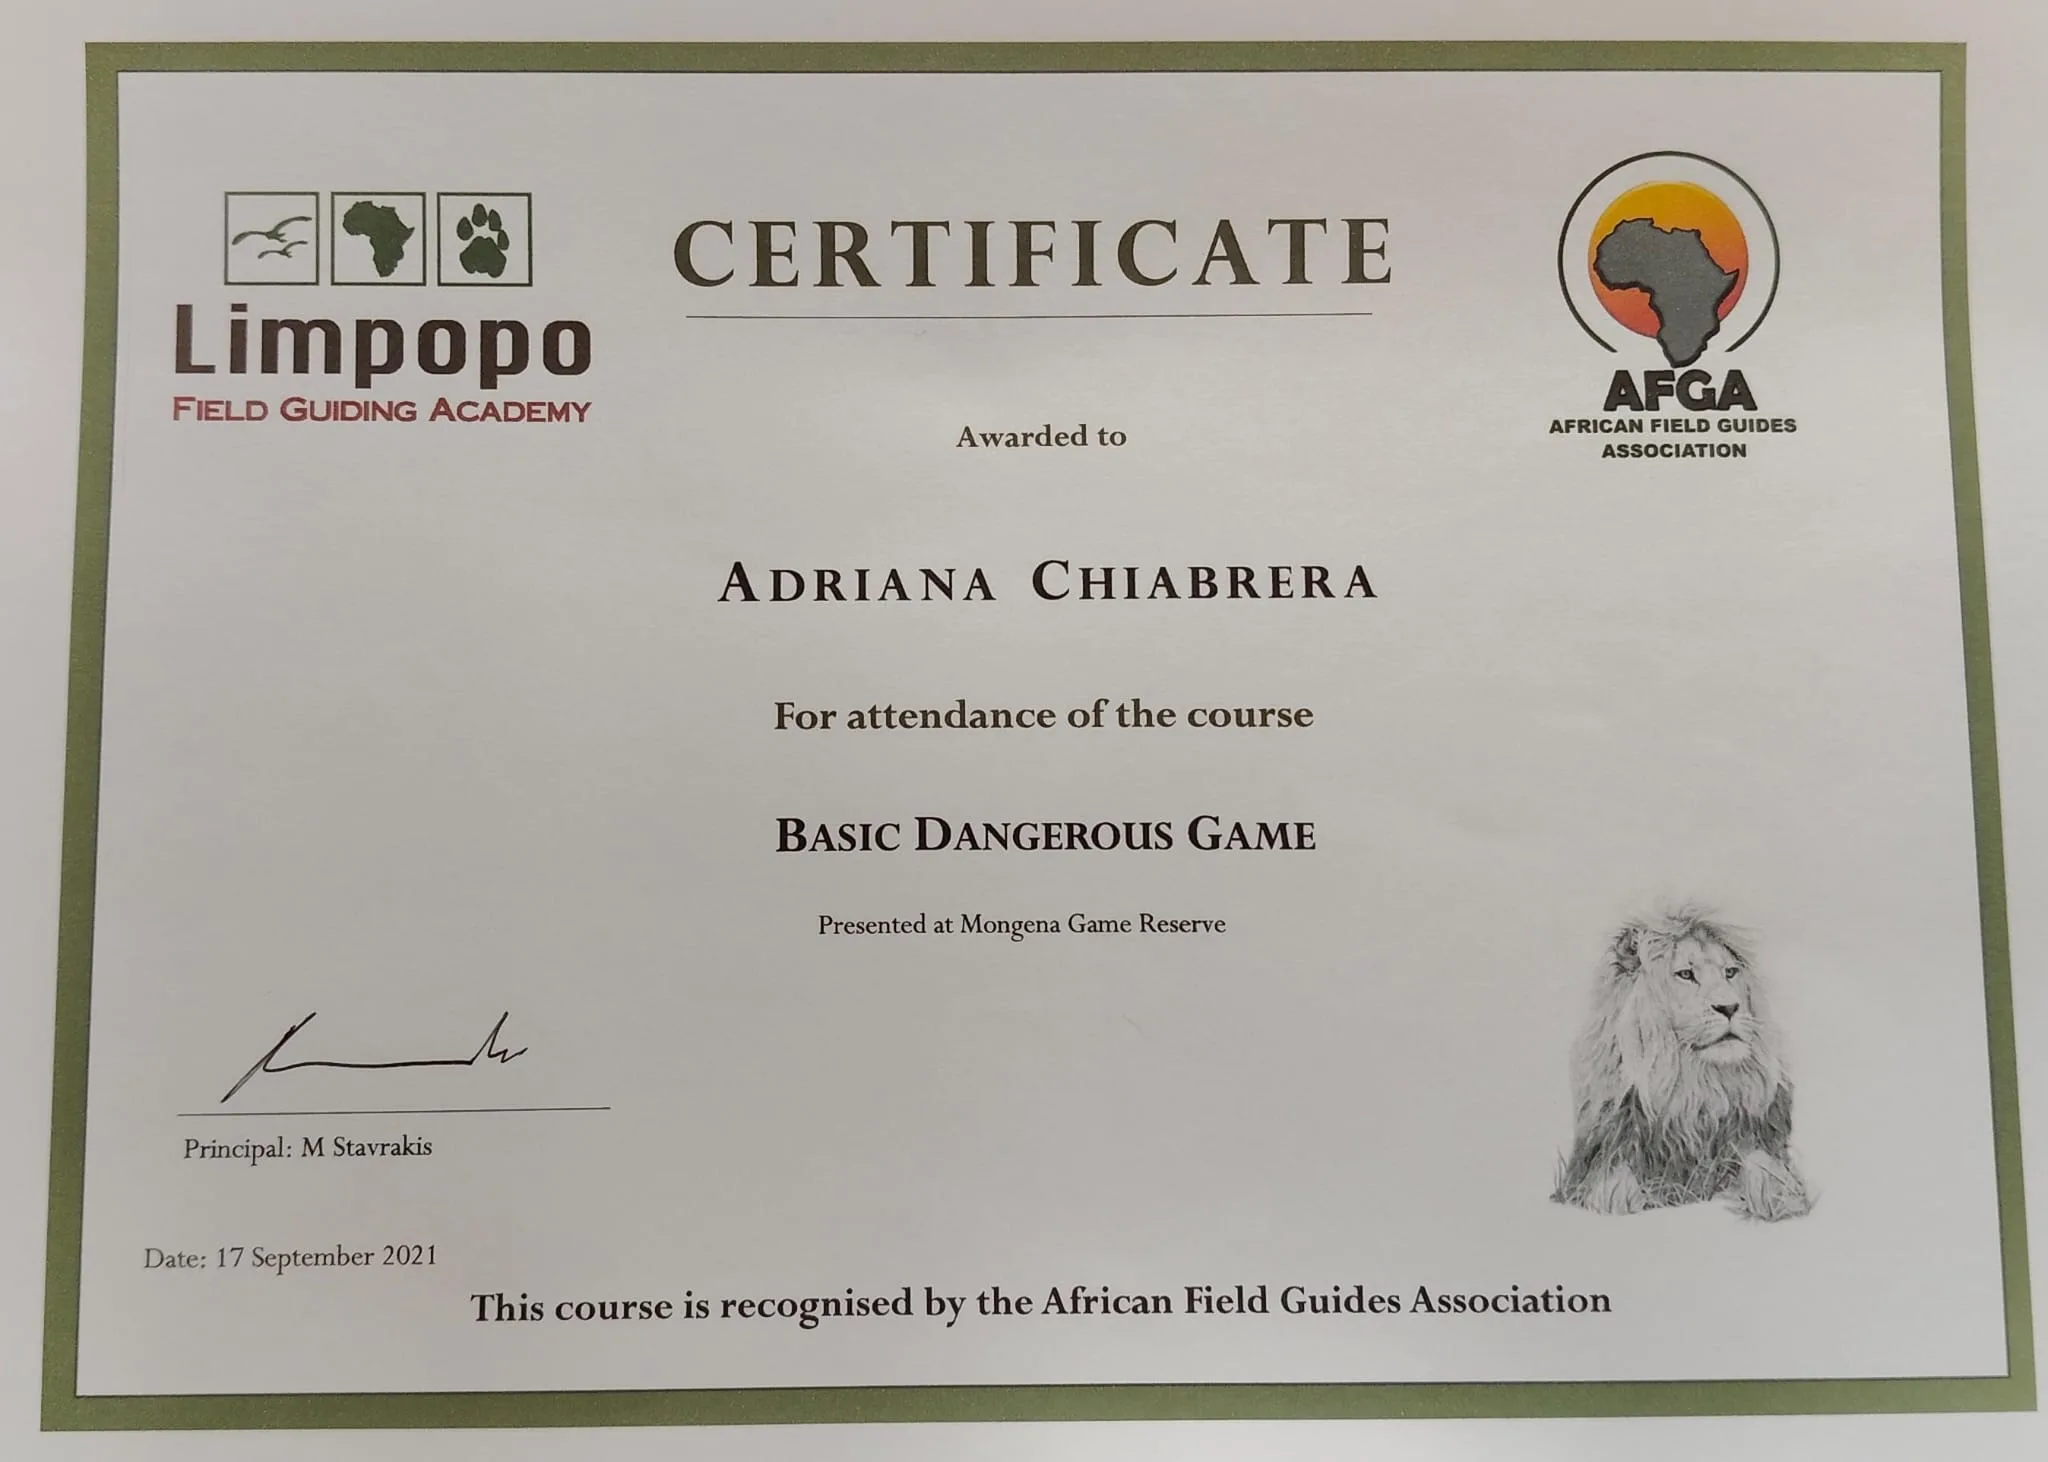 CERTIFICATE
Limpopo
FIELD GUIDING ACADEMY
AFGA
AFRICAN FIELD GUIDES
ASSOCIATION
Awarded to
ADRIANA CHIABRERA
For attendance of the course
BASIC DANGEROUS GAME
Presented at Mongena Game Reserve
Principal: M Stavrakis
Date: 17 September 2021
This course is recognised by the African Field Guides Association